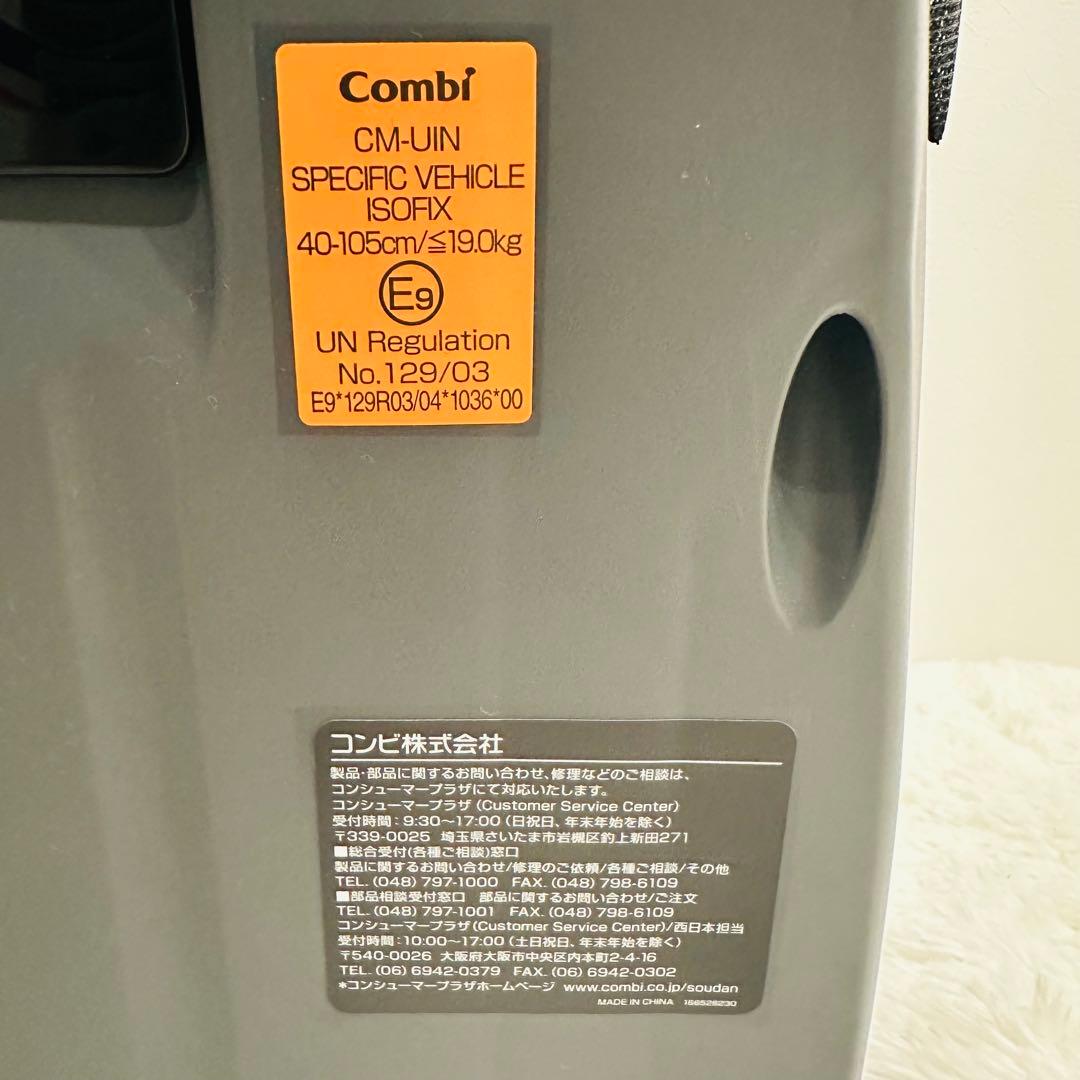 Combi
CM-UIN
SPECIFIC VEHICLE
ISOFIX
40-105cm/≦19.0kg
E9
UN Regulation
No.129/03
E9*129R03/04*1036*00
コンビ株式会社
製品・部品に関するお問い合わせ、修理などのご相談は、
コンシューマープラザにて対応いたします。
コンシューマープラザ(Customer Service Center)
受付時間:9:30〜17:00(日祝日、年末年始を除く)
〒339-0025 埼玉県さいたま市岩槻区釣上新田271
■総合受付(各種ご相談)窓口
製品に関するお問い合わせ/修理のご依頼/各種ご相談/その他
TEL.(048)797-1000 FAX.(048)798-6109
■部品相談受付窓口 部品に関するお問い合わせ/ご注文
TEL.(048)797-1001 FAX.(048)798-6109
コンシューマープラザ(Customer Service Center)/西日本担当
受付時間:10:00〜17:00(土日祝日、年末年始を除く)
〒540-0026 大阪府大阪市中央区内本町2-4-16
TEL.(06)6942-0379 FAX.(06)6942-0302
*コンシューマープラザホームページ www.combi.co.jp/soudan
MADE IN CHINA 166526230